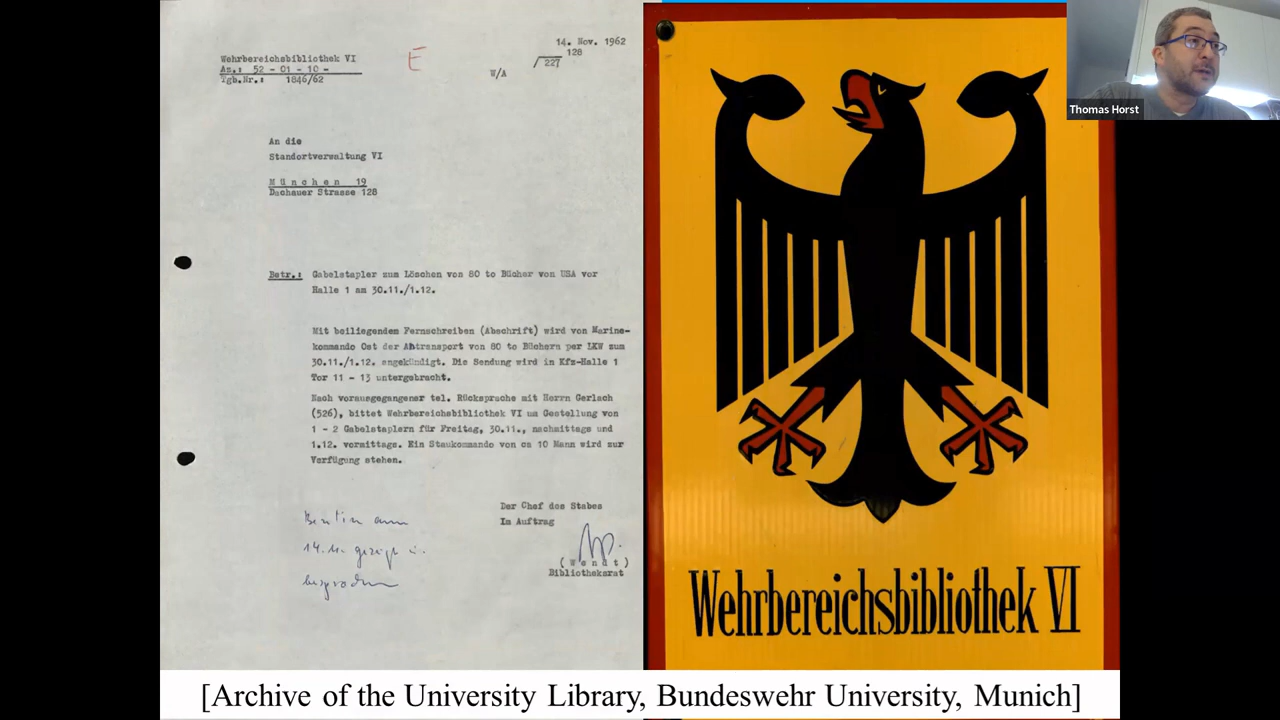 14. Nov. 1962
Wehrbereichsbibliothek VI
Az.: 52 - 01 - 10 -
Tgb.Nr.: 1846/62
E
W/A
128
/ 227
An die
Standortverwaltung VI
München 19
Dachauer Strasse 128
Betr.: Gabelstapler zum Löschen von 80 to Bücher von USA vor
Halle 1 am 30.11./1.12.
Mit beiliegendem Fernschreiben (Abschrift) wird von Marine-
kommando Ost der Abtransport von 80 to Büchern per LKW zum
30.11./1.12. angekündigt. Die Sendung wird in Kfz-Halle 1
Tor 11 - 13 untergebracht.
Nach vorausgegangener tel. Rücksprache mit Herrn Gerlach
(526), bittet Wehrbereichsbibliothek VI um Gestellung von
1 - 2 Gabelstaplern für Freitag, 30.11., nachmittags und
1.12. vormittags. Ein Staukommando von ca 10 Mann wird zur
Verfügung stehen.
Der Chef des Stabes
Im Auftrag
( Wendt )
Bibliotheksrat
14.11. gezeigt
besprochen
Wehrbereichsbibliothek VI
Thomas Horst
[Archive of the University Library, Bundeswehr University, Munich]